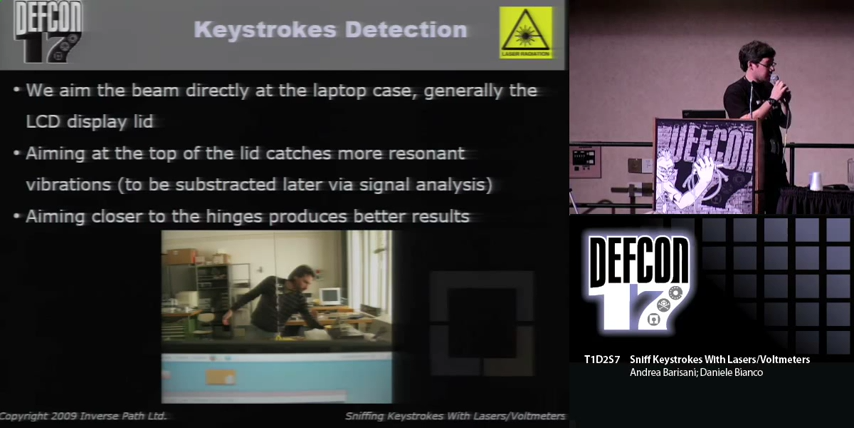 DEFCON
17
Keystrokes Detection
LASER RADIATION
• We aim the beam directly at the laptop case, generally the
LCD display lid
• Aiming at the top of the lid catches more resonant
vibrations (to be substracted later via signal analysis)
• Aiming closer to the hinges produces better results
Copyright 2009 Inverse Path Ltd.
Sniffing Keystrokes With Lasers/Voltmeters
DEFCON
DEFCON
17
T1D2S7 Sniff Keystrokes With Lasers/Voltmeters
Andrea Barisani; Daniele Bianco